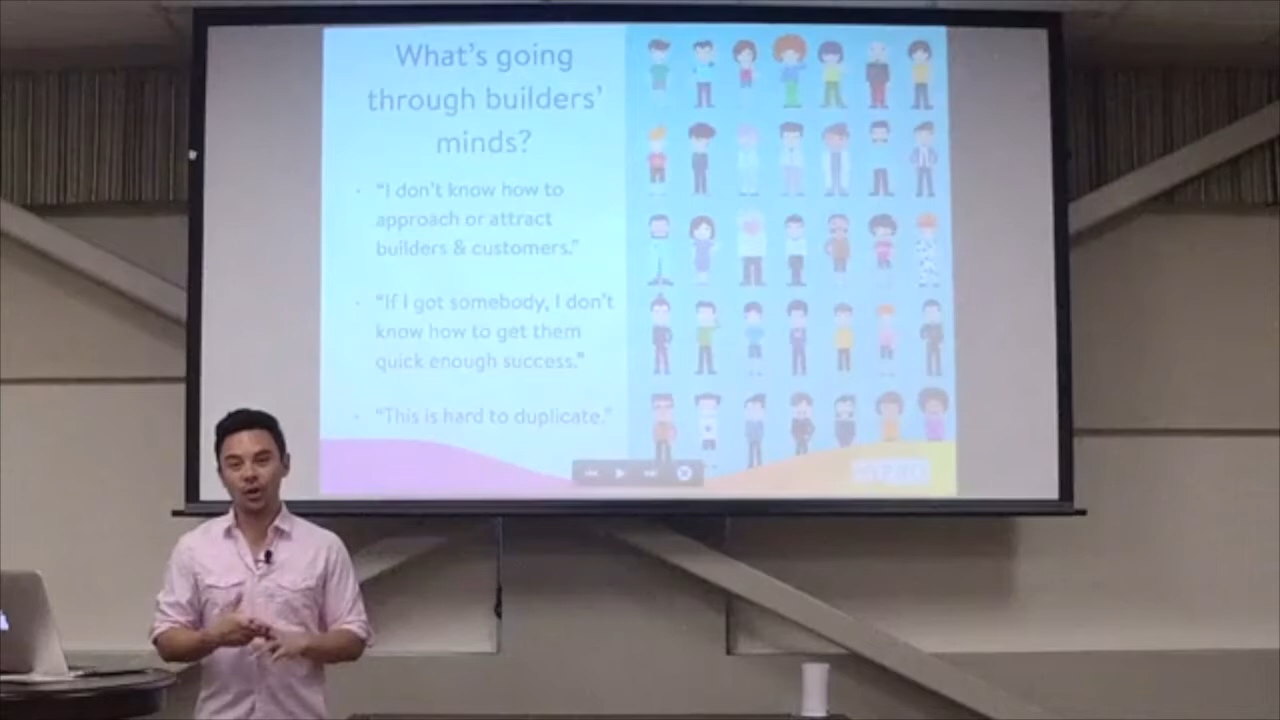 What's going
through builders'
minds?
· "I don't know how to
approach or attract
builders & customers."
· "If I got somebody, I don't
know how to get them
quick enough success."
· "This is hard to duplicate."